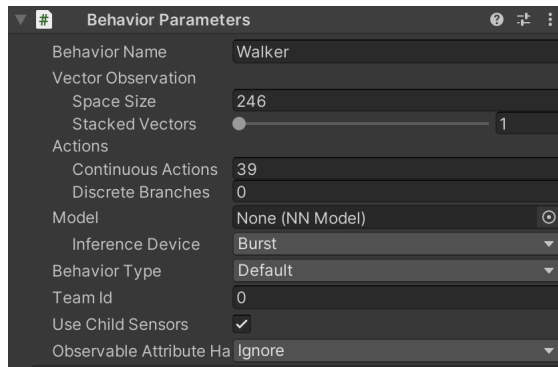 # Behavior Parameters
Behavior Name Walker
Vector Observation
Space Size 246
Stacked Vectors 1
Actions
Continuous Actions 39
Discrete Branches 0
Model None (NN Model)
Inference Device Burst
Behavior Type Default
Team Id 0
Use Child Sensors
Observable Attribute Ha Ignore